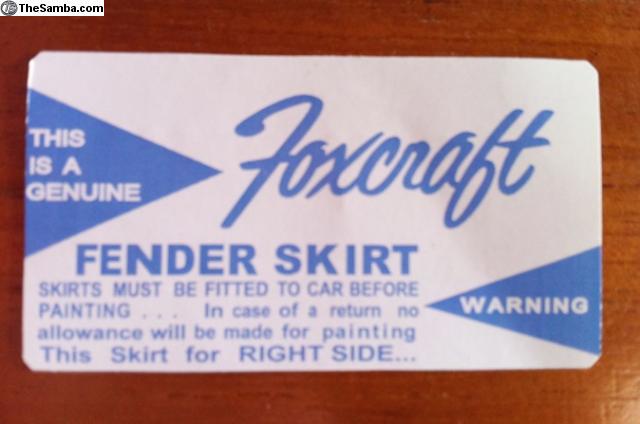 TheSamba.com
THIS
IS A
GENUINE
Foxcraft
FENDER SKIRT
SKIRTS MUST BE FITTED TO CAR BEFORE
PAINTING . . . In case of a return no
allowance will be made for painting
This Skirt for RIGHT SIDE...
WARNING